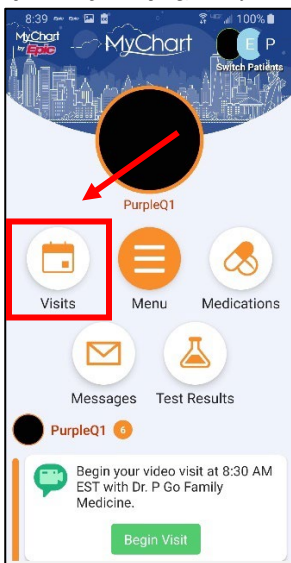 8:39
100%
MyChart
by Epic
MyChart
E P
Switch Patients
PurpleQ1
Visits
Menu
Medications
Messages
Test Results
PurpleQ1 6
Begin your video visit at 8:30 AM
EST with Dr. P Go Family
Medicine.
Begin Visit